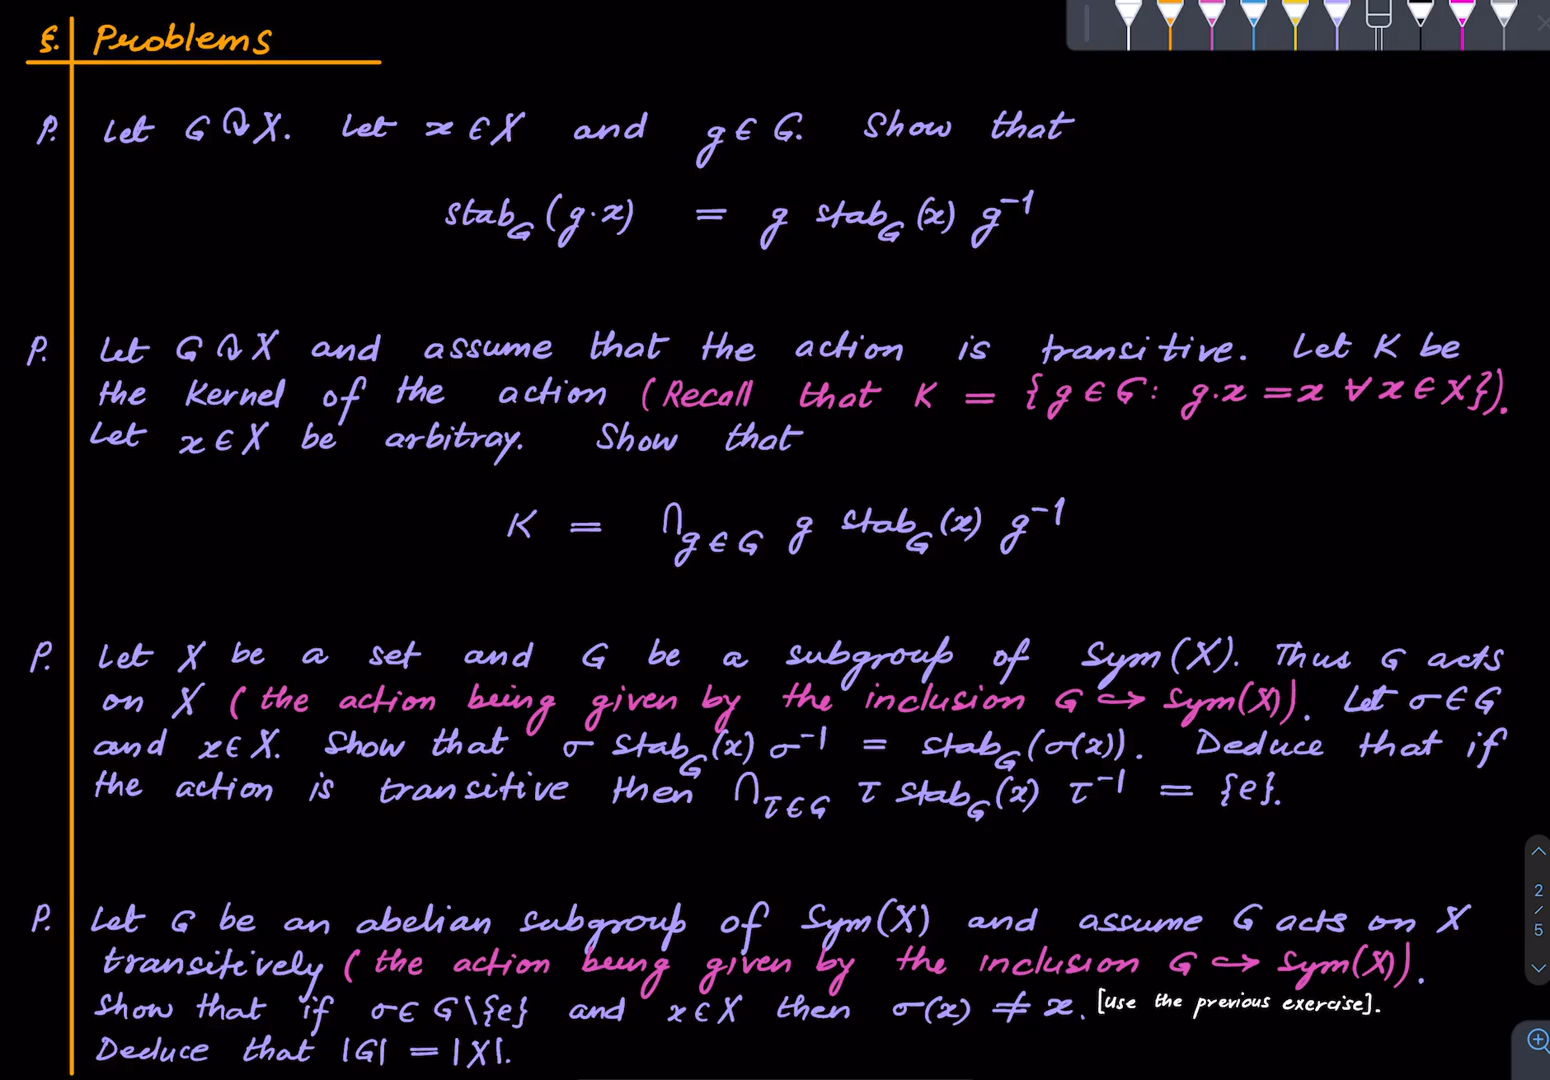 §. Problems
P. Let G ↷ X. Let x ∈ X and g ∈ G. Show that
stab_G (g·x) = g stab_G (x) g⁻¹
P. Let G ↷ X and assume that the action is transitive. Let K be
the kernel of the action (Recall that K = {g ∈ G : g·x = x ∀ x ∈ X}).
Let x ∈ X be arbitray. Show that
K = ∩_{g ∈ G} g stab_G (x) g⁻¹
P. Let X be a set and G be a subgroup of Sym(X). Thus G acts
on X (the action being given by the inclusion G ↪ Sym(X)). Let σ ∈ G
and x ∈ X. Show that σ stab_G (x) σ⁻¹ = stab_G (σ(x)). Deduce that if
the action is transitive then ∩_{τ ∈ G} τ stab_G (x) τ⁻¹ = {e}.
P. Let G be an abelian subgroup of Sym(X) and assume G acts on X
transitively (the action being given by the inclusion G ↪ Sym(X)).
Show that if σ ∈ G\{e} and x ∈ X then σ(x) ≠ x. [use the previous exercise].
Deduce that |G| = |X|.
2
/
5